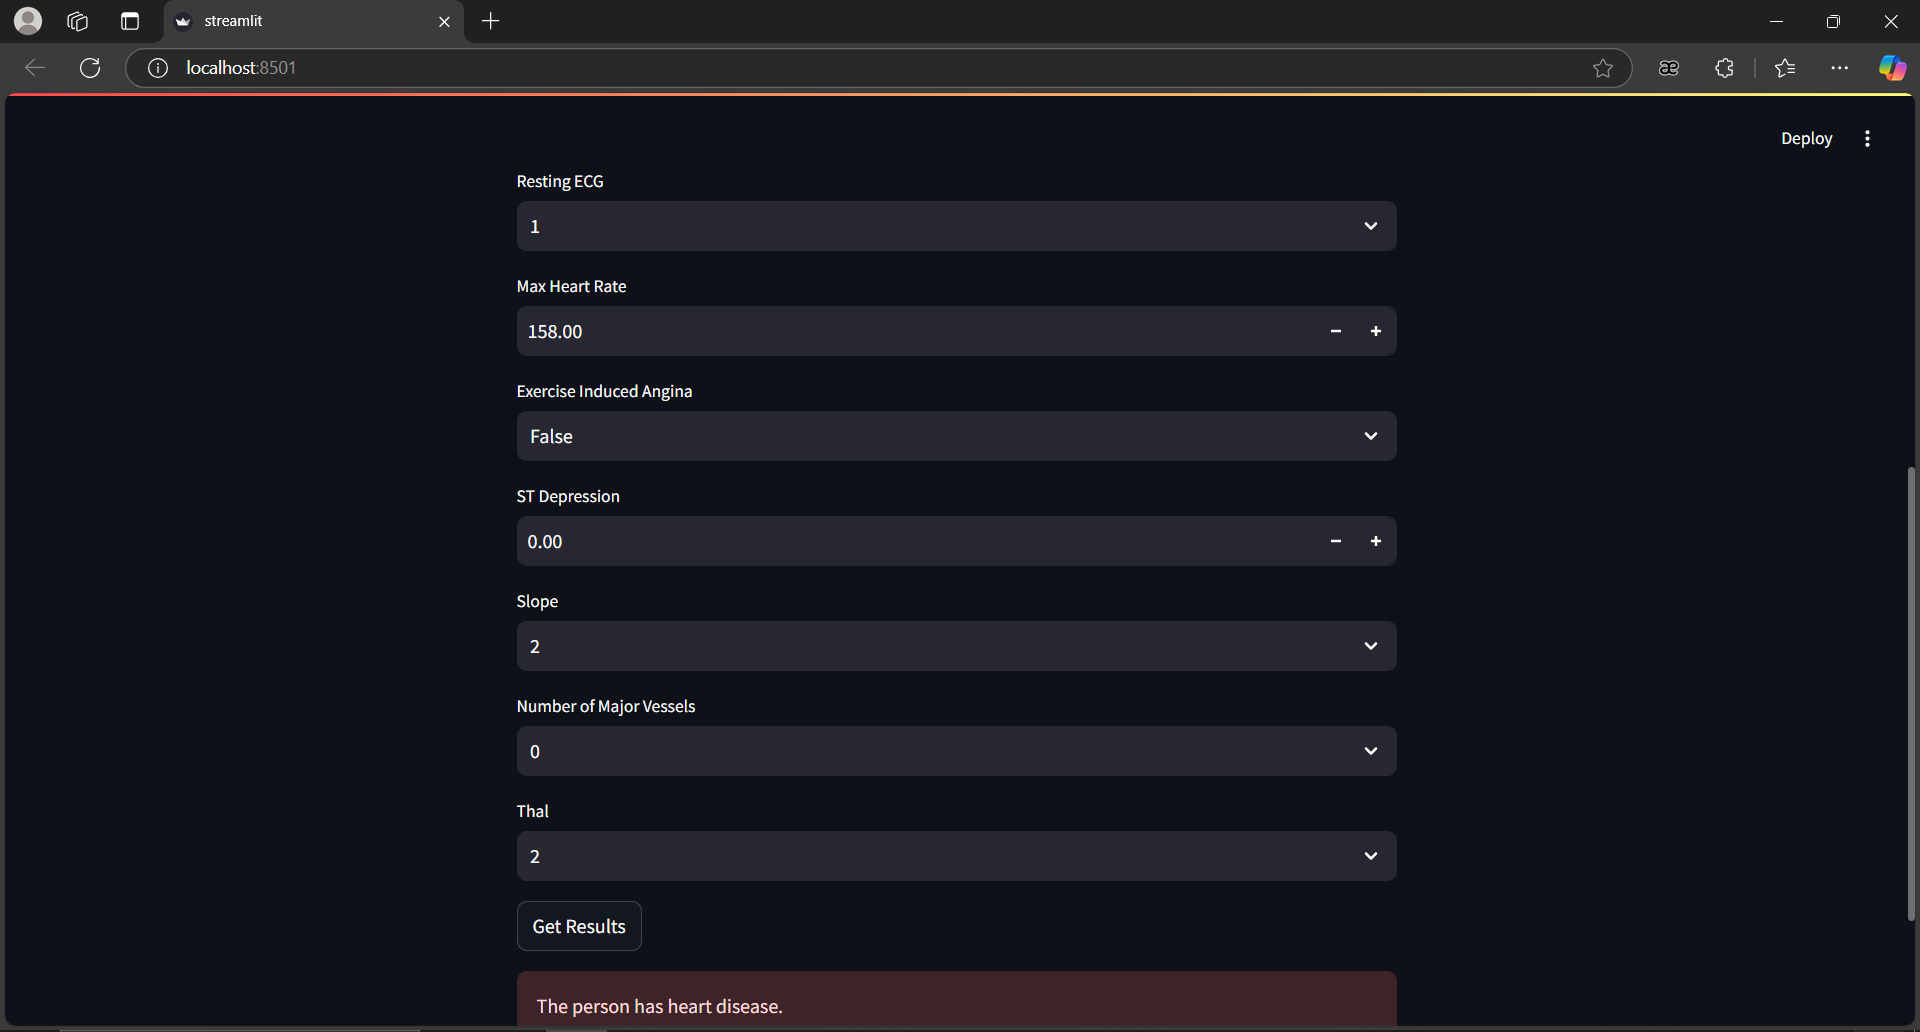 streamlit
localhost:8501
Deploy
Resting ECG
1
Max Heart Rate
158.00
Exercise Induced Angina
False
ST Depression
0.00
Slope
2
Number of Major Vessels
0
Thal
2
Get Results
The person has heart disease.